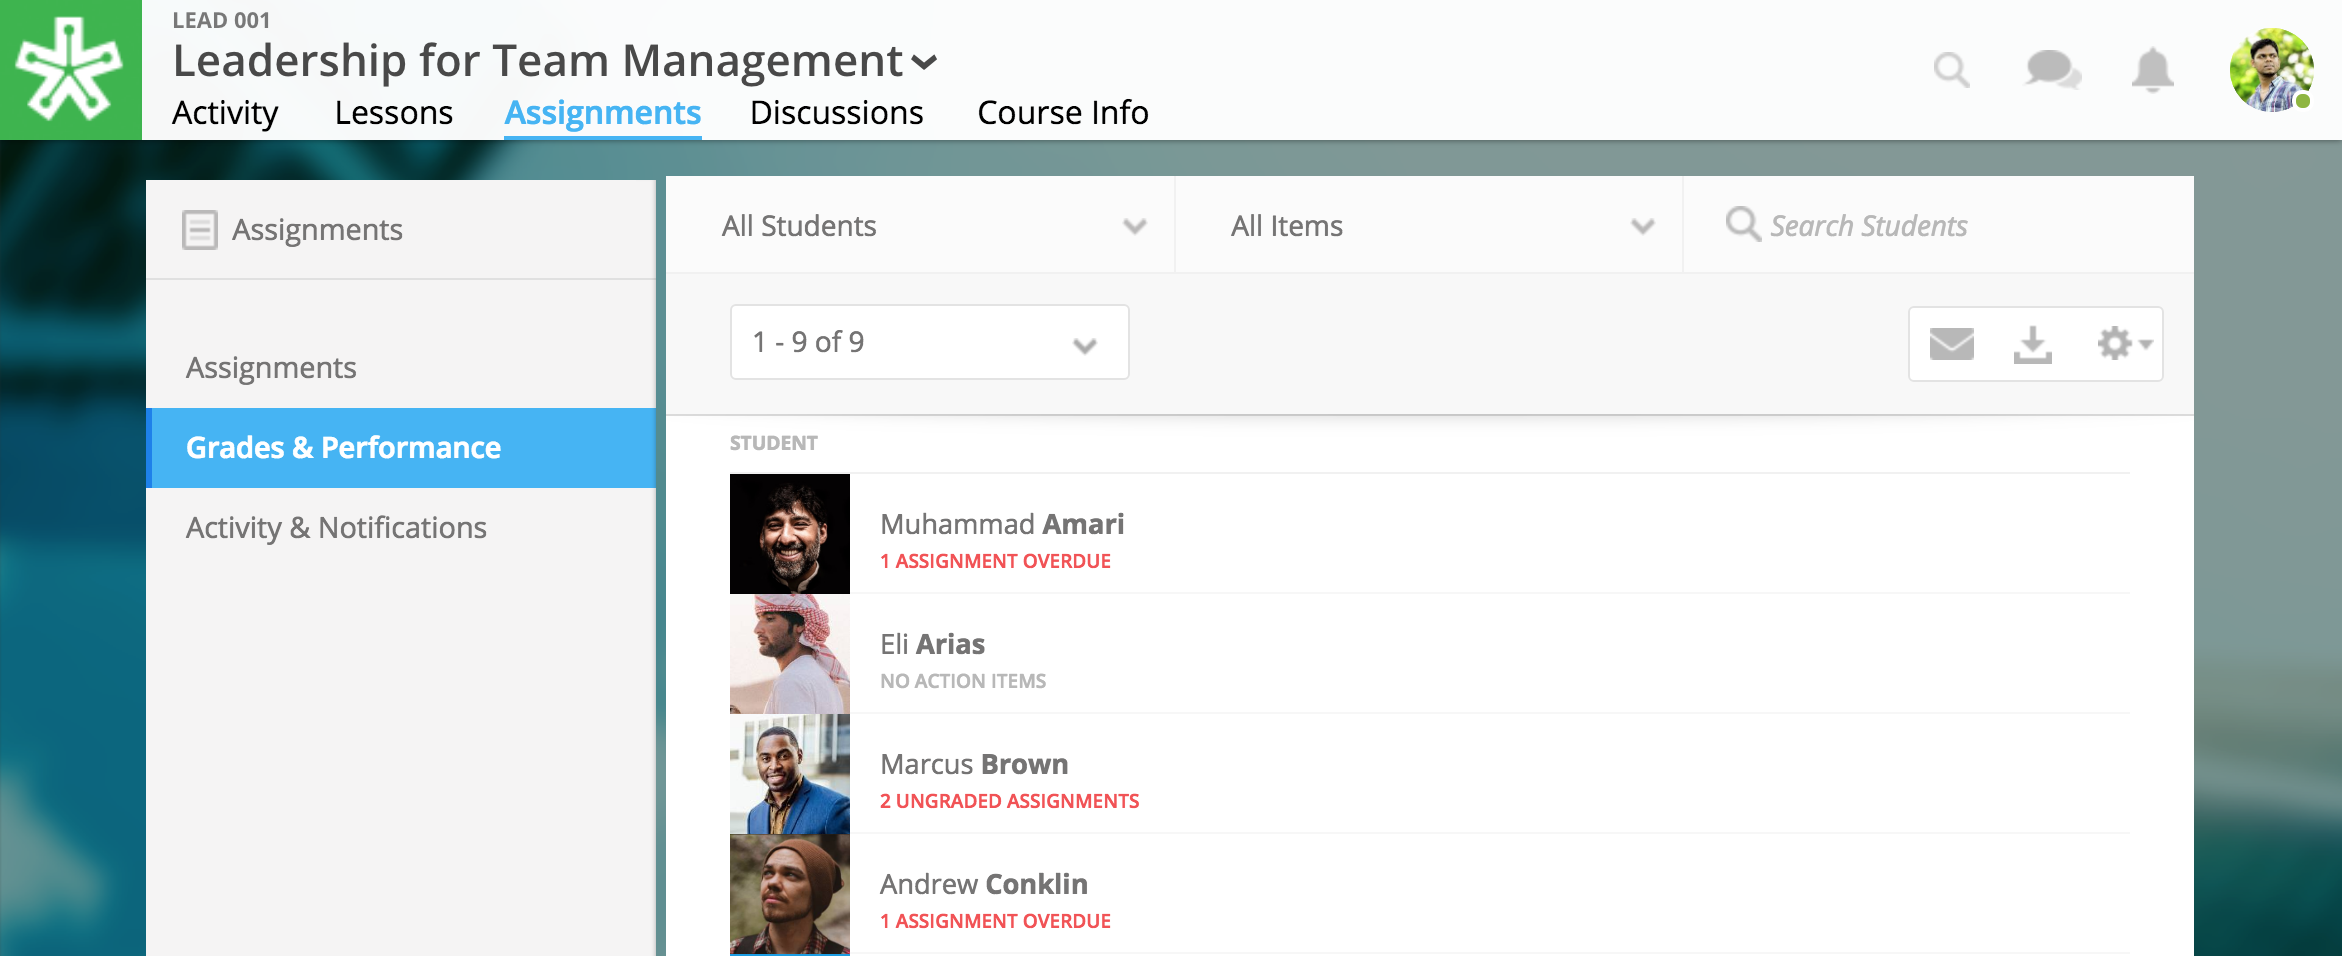 LEAD 001
Leadership for Team Management
Activity Lessons Assignments Discussions Course Info
Assignments
Assignments
Grades & Performance
Activity & Notifications
All Students All Items Search Students
1 - 9 of 9
STUDENT
Muhammad Amari
1 ASSIGNMENT OVERDUE
Eli Arias
NO ACTION ITEMS
Marcus Brown
2 UNGRADED ASSIGNMENTS
Andrew Conklin
1 ASSIGNMENT OVERDUE